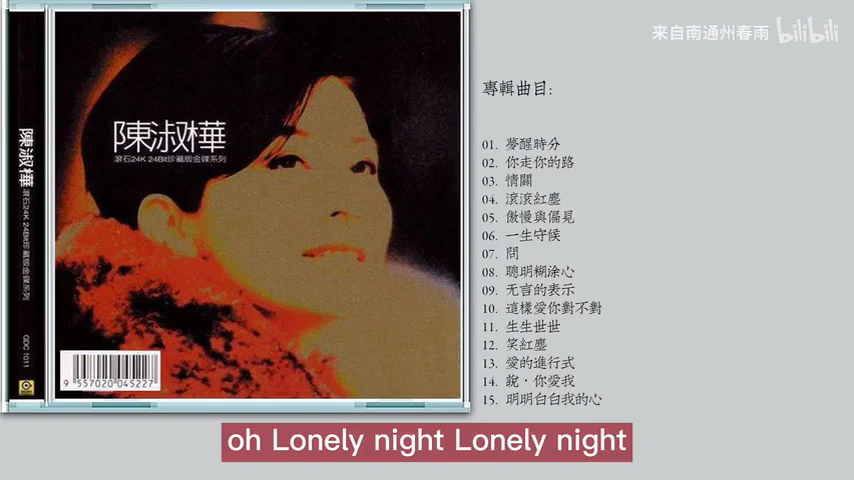 来自南通州春雨 bilibili
陳淑樺
滚石24K 24Bit珍藏版金碟系列
陳淑樺 滚石24K 24Bit珍藏版金碟系列
GDC 1011
9 557020 045227
專輯曲目:
01. 夢醒時分
02. 你走你的路
03. 情關
04. 滾滾紅塵
05. 傲慢與偏見
06. 一生守候
07. 問
08. 聰明糊涂心
09. 无言的表示
10. 這樣愛你對不對
11. 生生世世
12. 笑紅塵
13. 愛的進行式
14. 說，你愛我
15. 明明白白我的心
oh Lonely night Lonely night